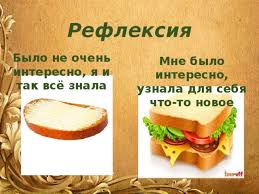 Рефлексия
Было не очень
интересно, я и
так всё знала
Мне было
интересно,
узнала для себя
что-то новое